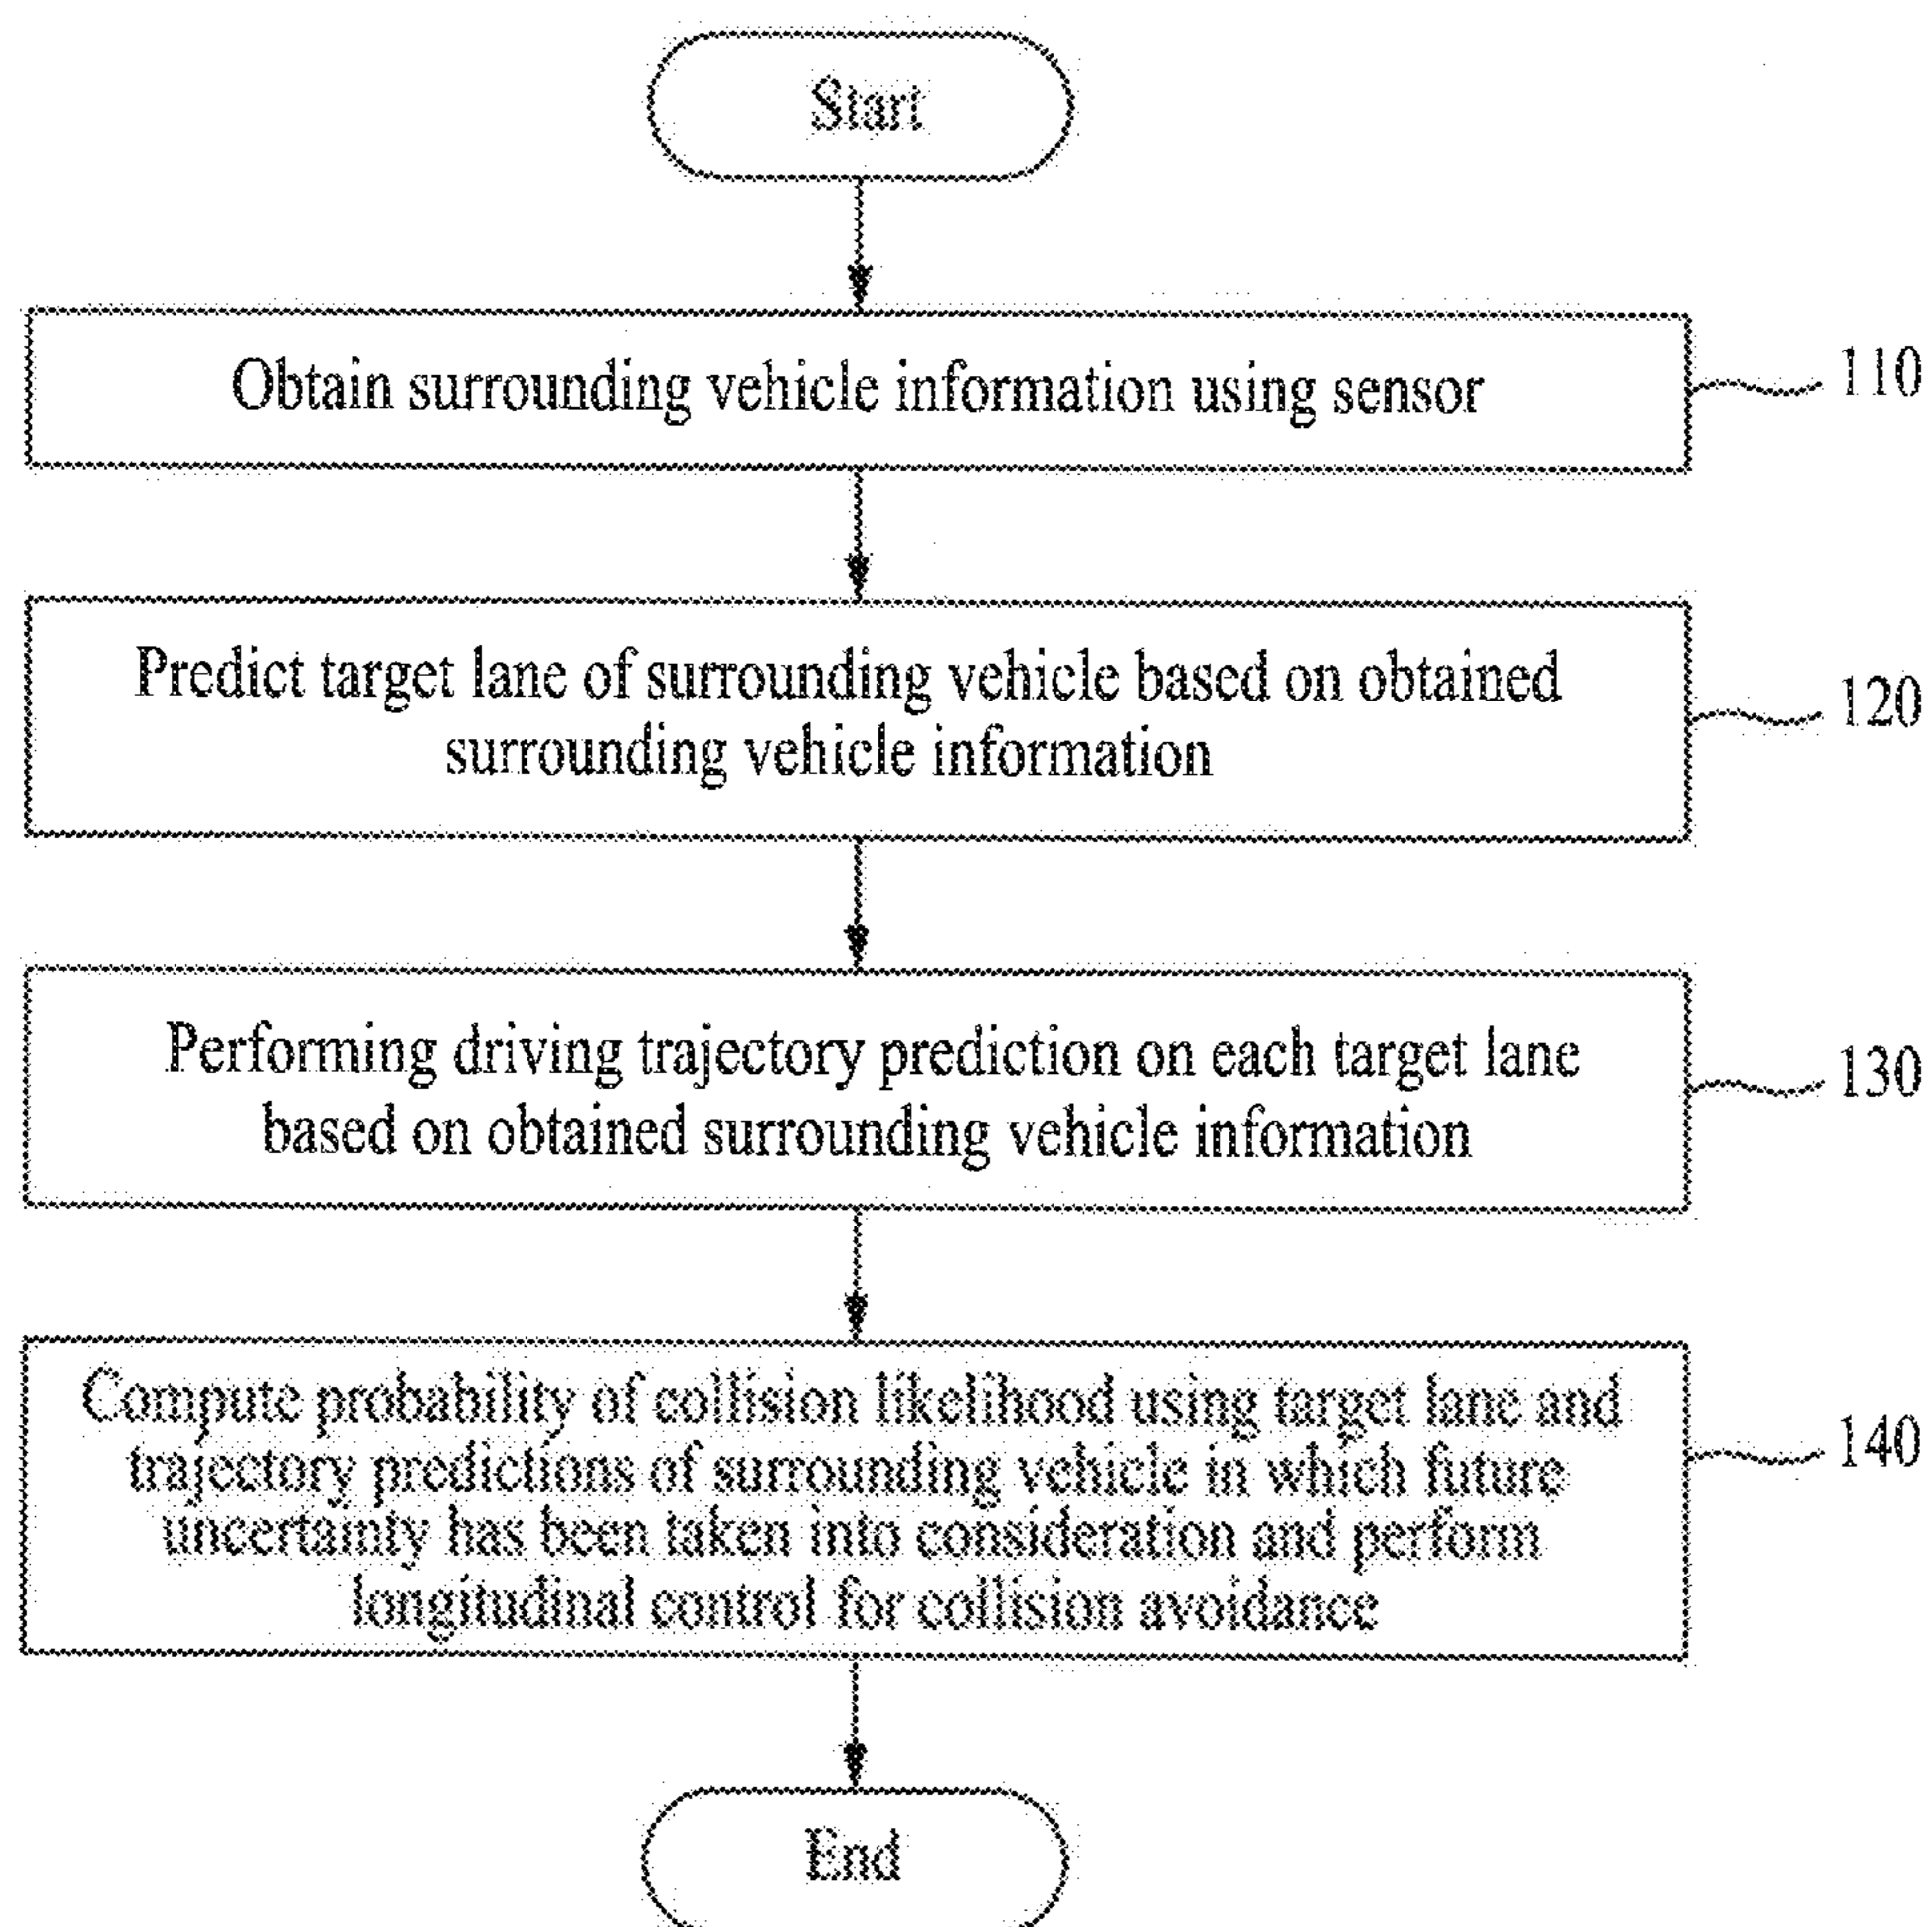 Start
Obtain surrounding vehicle information using sensor
110
Predict target lane of surrounding vehicle based on obtained
surrounding vehicle information
120
Performing driving trajectory prediction on each target lane
based on obtained surrounding vehicle information
130
Compute probability of collision likelihood using target lane and
trajectory predictions of surrounding vehicle in which future
uncertainty has been taken into consideration and perform
longitudinal control for collision avoidance
140
End